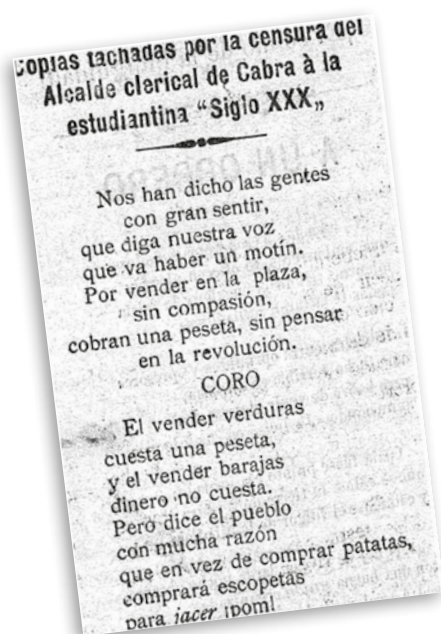 Coplas tachadas por la censura del
Alcalde clerical de Cabra à la
estudiantina “Siglo XXX„
Nos han dicho las gentes
con gran sentir,
que diga nuestra voz
que va haber un motín.
Por vender en la plaza,
sin compasión,
cobran una peseta, sin pensar
en la revolución.
CORO
El vender verduras
cuesta una peseta,
y el vender barajas
dinero no cuesta.
Pero dice el pueblo
con mucha razón
que en vez de comprar patatas,
comprará escopetas
para jacer ¡pom!